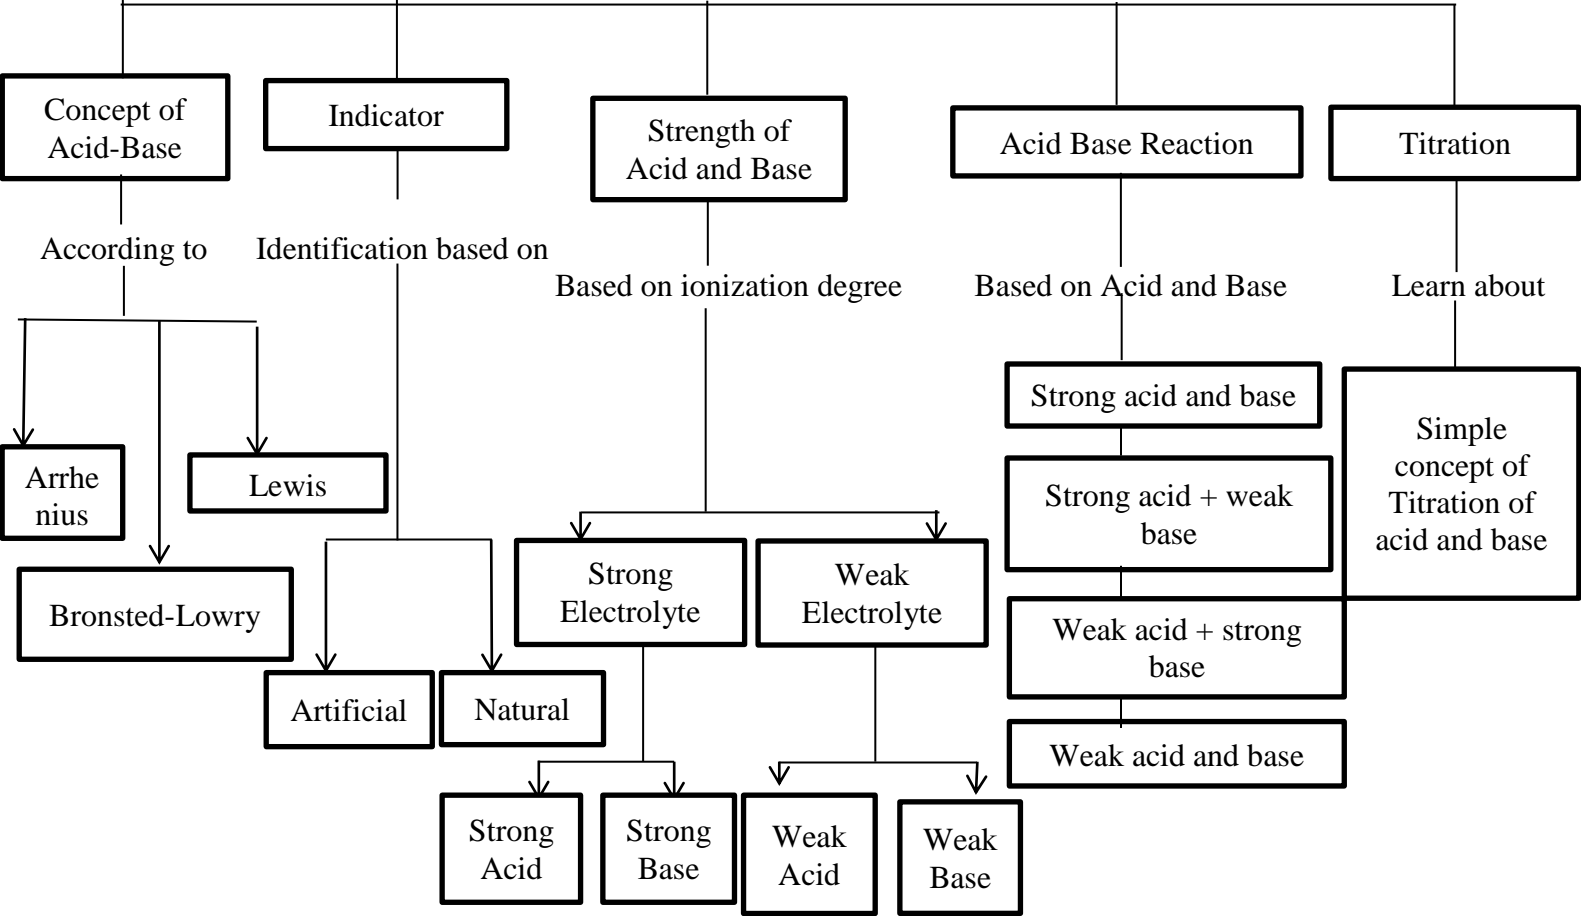 Concept of
Acid-Base
Indicator
Strength of
Acid and Base
Acid Base Reaction
Titration
According to
Identification based on
Based on ionization degree
Based on Acid and Base
Learn about
Arrhe
nius
Lewis
Bronsted-Lowry
Artificial
Natural
Strong
Electrolyte
Weak
Electrolyte
Strong
Acid
Strong
Base
Weak
Acid
Weak
Base
Strong acid and base
Strong acid + weak
base
Weak acid + strong
base
Weak acid and base
Simple
concept of
Titration of
acid and base